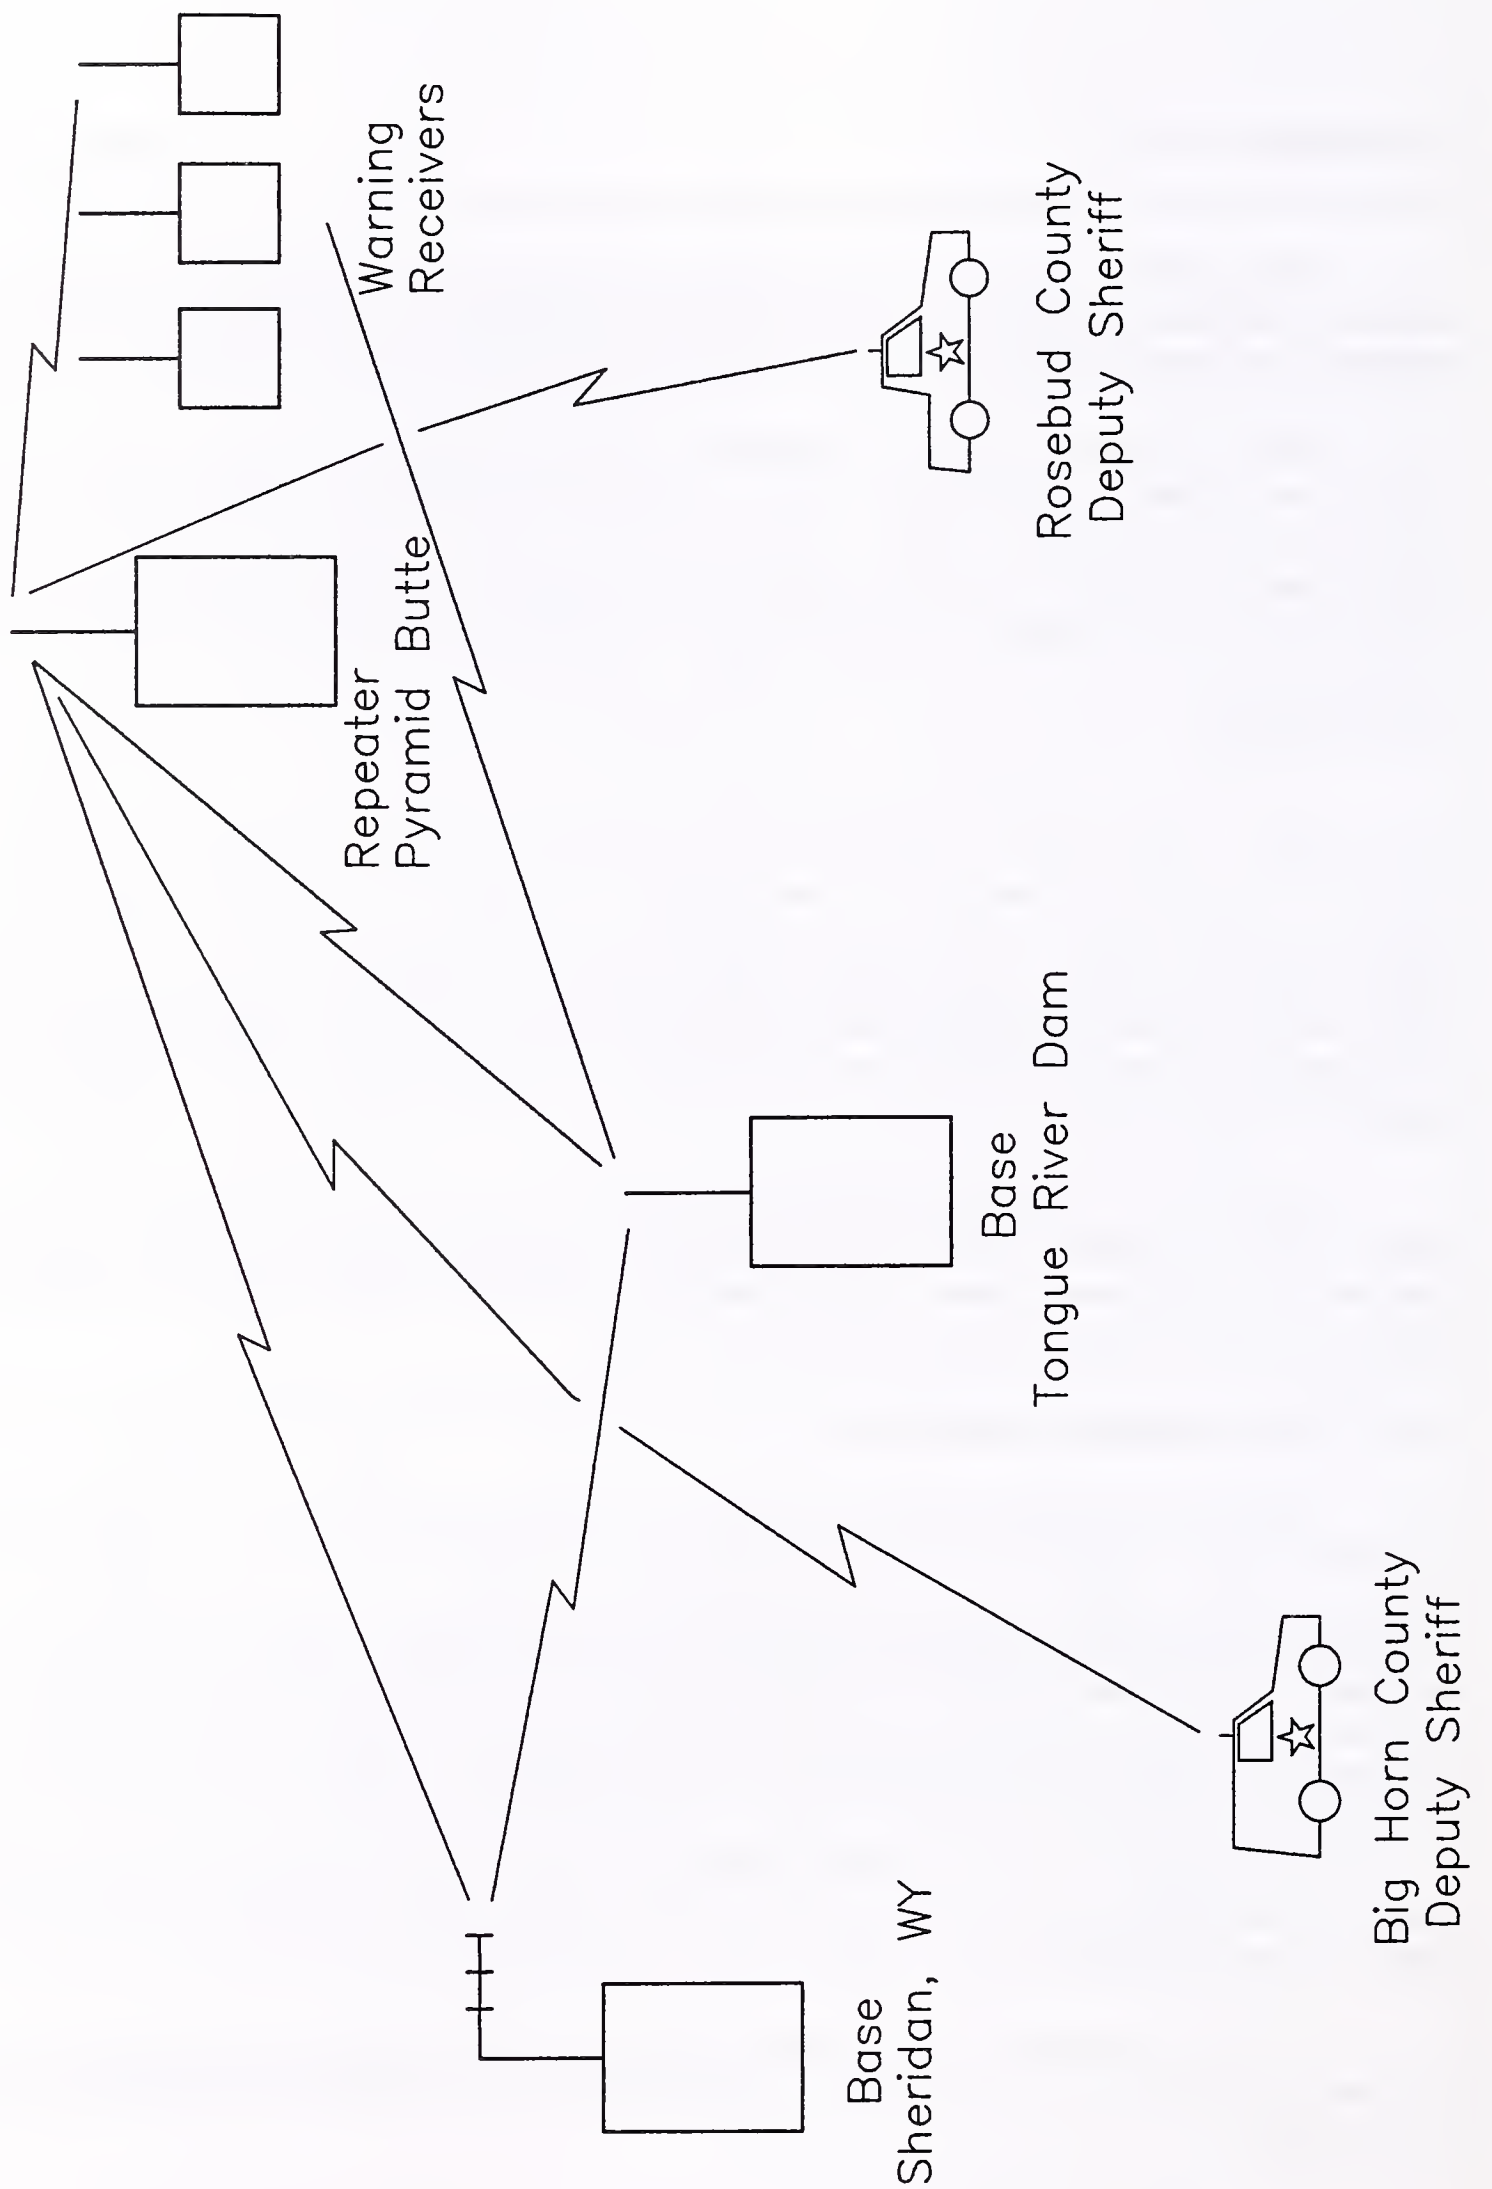 Warning
Receivers
Repeater
Pyramid Butte
Rosebud County
Deputy Sheriff
Base
Tongue River Dam
Base
Sheridan, WY
Big Horn County
Deputy Sheriff